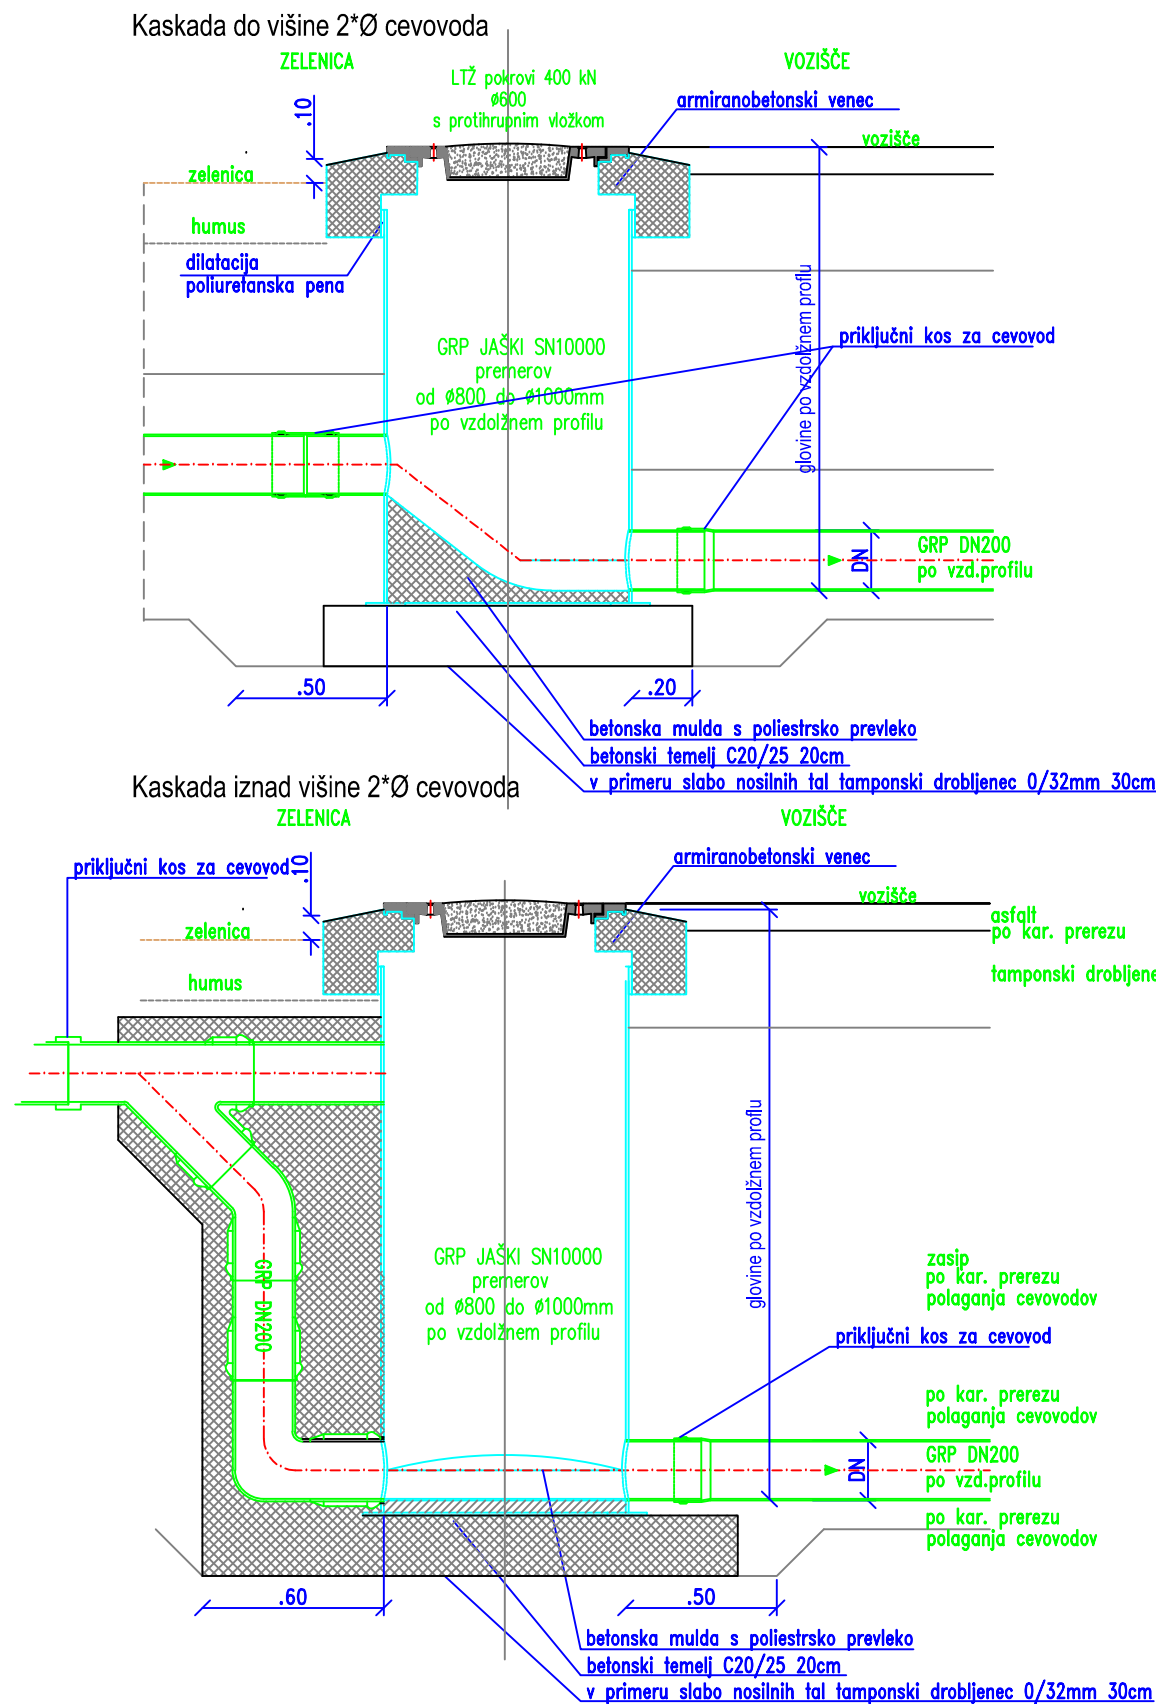 Kaskada do višine 2*Ø cevovoda
ZELENICA
VOZIŠČE
LTŽ pokrovi 400 kN
ø600
s protihrupnim vložkom
armiranobetonski venec
.10
vozišče
zelenica
humus
dilatacija
poliuretanska pena
GRP JAŠKI SN10000
premerov
od ø800 do ø1000mm
po vzdolžnem profilu
priključni kos za cevovod
glovine po vzdolžnem proflu
DN
GRP DN200
po vzd.profilu
.50
.20
betonska mulda s poliestrsko prevleko
betonski temelj C20/25 20cm
v primeru slabo nosilnih tal tamponski drobljenec 0/32mm 30cm
Kaskada iznad višine 2*Ø cevovoda
ZELENICA
VOZIŠČE
priključni kos za cevovod
.10
armiranobetonski venec
vozišče
asfalt
po kar. prerezu
zelenica
tamponski drobljene
humus
glovine po vzdolžnem proflu
GRP DN200
GRP JAŠKI SN10000
premerov
od ø800 do ø1000mm
po vzdolžnem profilu
zasip
po kar. prerezu
polaganja cevovodov
priključni kos za cevovod
po kar. prerezu
polaganja cevovodov
DN
GRP DN200
po vzd.profilu
po kar. prerezu
polaganja cevovodov
.60
.50
betonska mulda s poliestrsko prevleko
betonski temelj C20/25 20cm
v primeru slabo nosilnih tal tamponski drobljenec 0/32mm 30cm